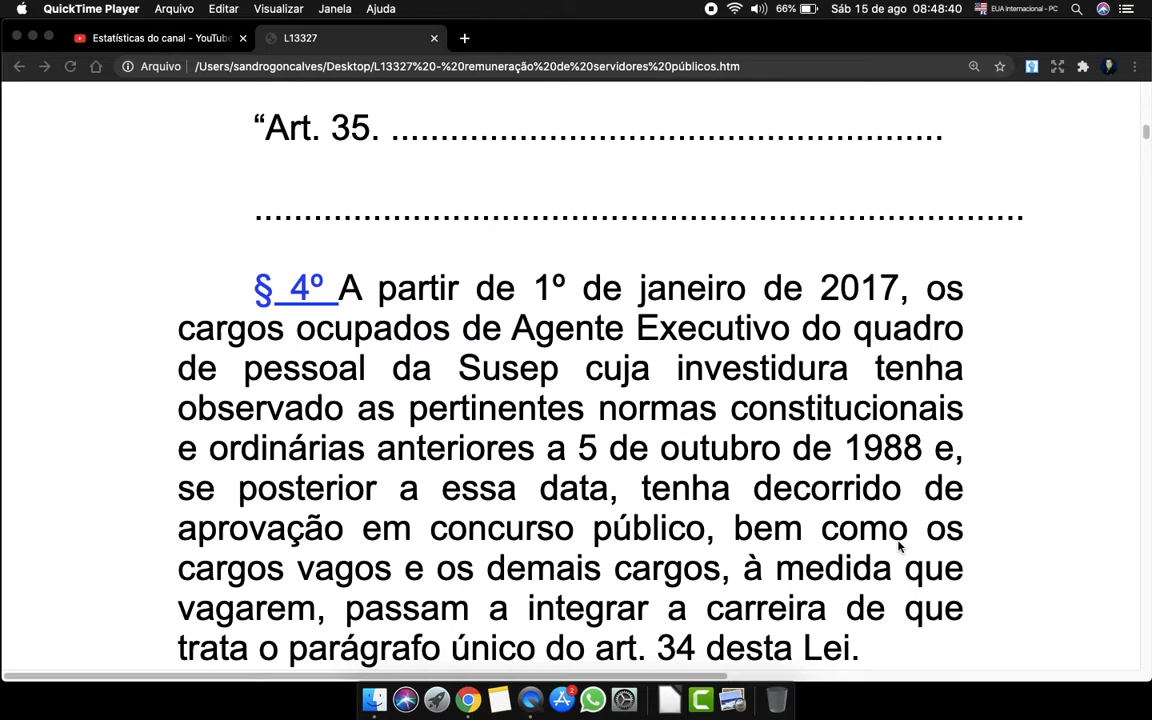 QuickTime Player Arquivo Editar Visualizar Janela Ajuda 66% Sáb 15 de ago 08:48:40 EUA Internacional - PC
Estatísticas do canal - YouTube L13327
Arquivo /Users/sandrogoncalves/Desktop/L13327%20-%20remuneração%20de%20servidores%20públicos.htm
“Art. 35. ........................................................
..............................................................................
§ 4º A partir de 1º de janeiro de 2017, os
cargos ocupados de Agente Executivo do quadro
de pessoal da Susep cuja investidura tenha
observado as pertinentes normas constitucionais
e ordinárias anteriores a 5 de outubro de 1988 e,
se posterior a essa data, tenha decorrido de
aprovação em concurso público, bem como os
cargos vagos e os demais cargos, à medida que
vagarem, passam a integrar a carreira de que
trata o parágrafo único do art. 34 desta Lei.
2